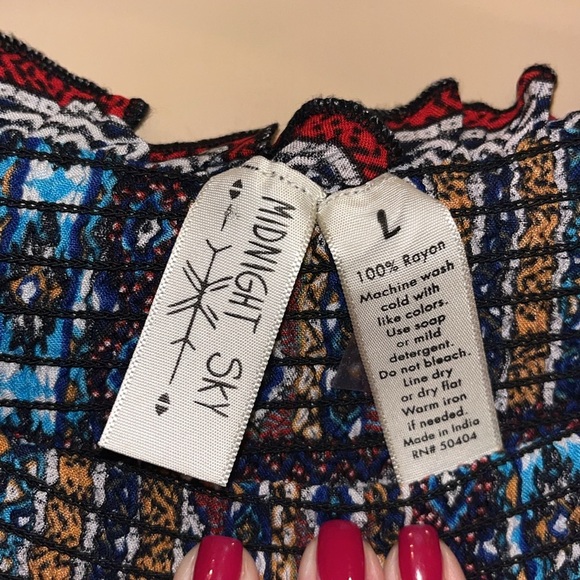 MIDNIGHT SKY
L
100% Rayon
Machine wash
cold with
like colors.
Use soap
or mild
detergent.
Do not bleach.
Line dry
or dry flat
Warm iron
if needed.
Made in India
RN# 50404